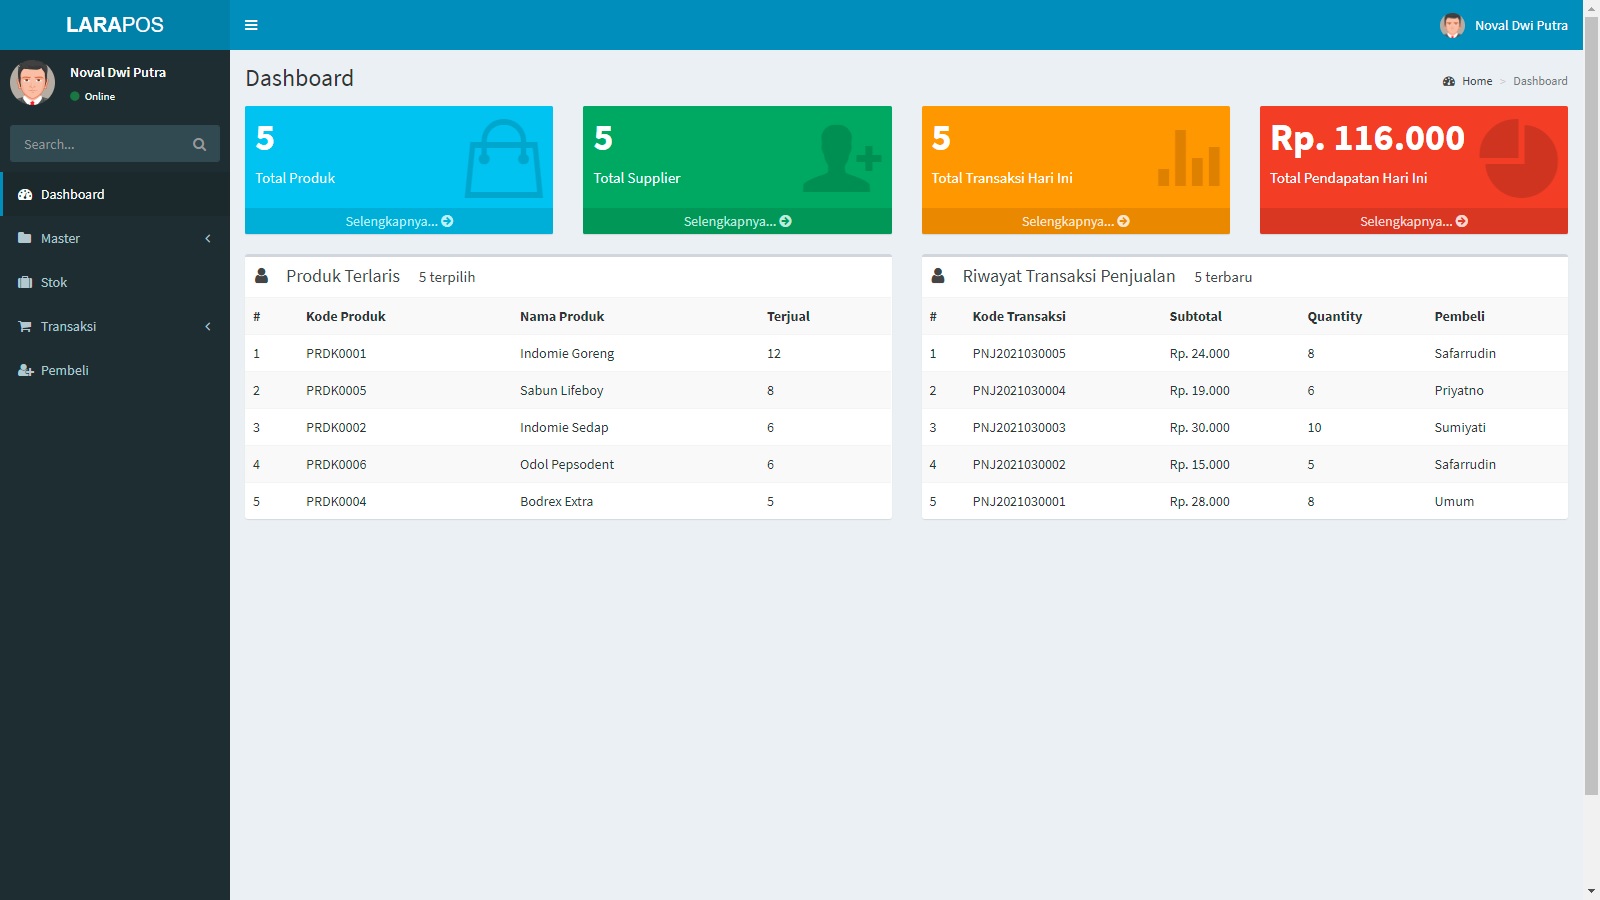 LARAPOS
Noval Dwi Putra
Noval Dwi Putra
Online
Search...
Dashboard
Master
Stok
Transaksi
Pembeli
Dashboard
Home > Dashboard
5
Total Produk
Selengkapnya...
5
Total Supplier
Selengkapnya...
5
Total Transaksi Hari Ini
Selengkapnya...
Rp. 116.000
Total Pendapatan Hari Ini
Selengkapnya...
Produk Terlaris 5 terpilih
# Kode Produk Nama Produk Terjual
1 PRDK0001 Indomie Goreng 12
2 PRDK0005 Sabun Lifeboy 8
3 PRDK0002 Indomie Sedap 6
4 PRDK0006 Odol Pepsodent 6
5 PRDK0004 Bodrex Extra 5
Riwayat Transaksi Penjualan 5 terbaru
# Kode Transaksi Subtotal Quantity Pembeli
1 PNJ2021030005 Rp. 24.000 8 Safarrudin
2 PNJ2021030004 Rp. 19.000 6 Priyatno
3 PNJ2021030003 Rp. 30.000 10 Sumiyati
4 PNJ2021030002 Rp. 15.000 5 Safarrudin
5 PNJ2021030001 Rp. 28.000 8 Umum